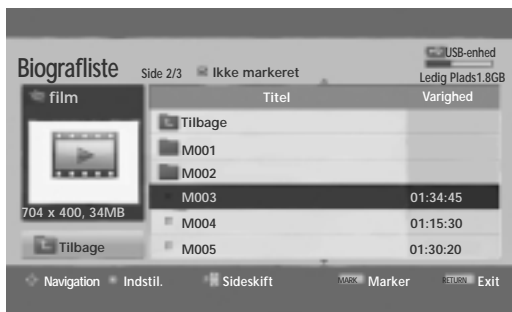 USB-enhed
Biografliste Side 2/3 Ikke markeret Ledig Plads1.8GB
film Titel Varighed
Tilbage
M001
M002
M003 01:34:45
704 x 400, 34MB
M004 01:15:30
Tilbage M005 01:30:20
Navigation Indstil. Sideskift MARK Marker RETURN Exit